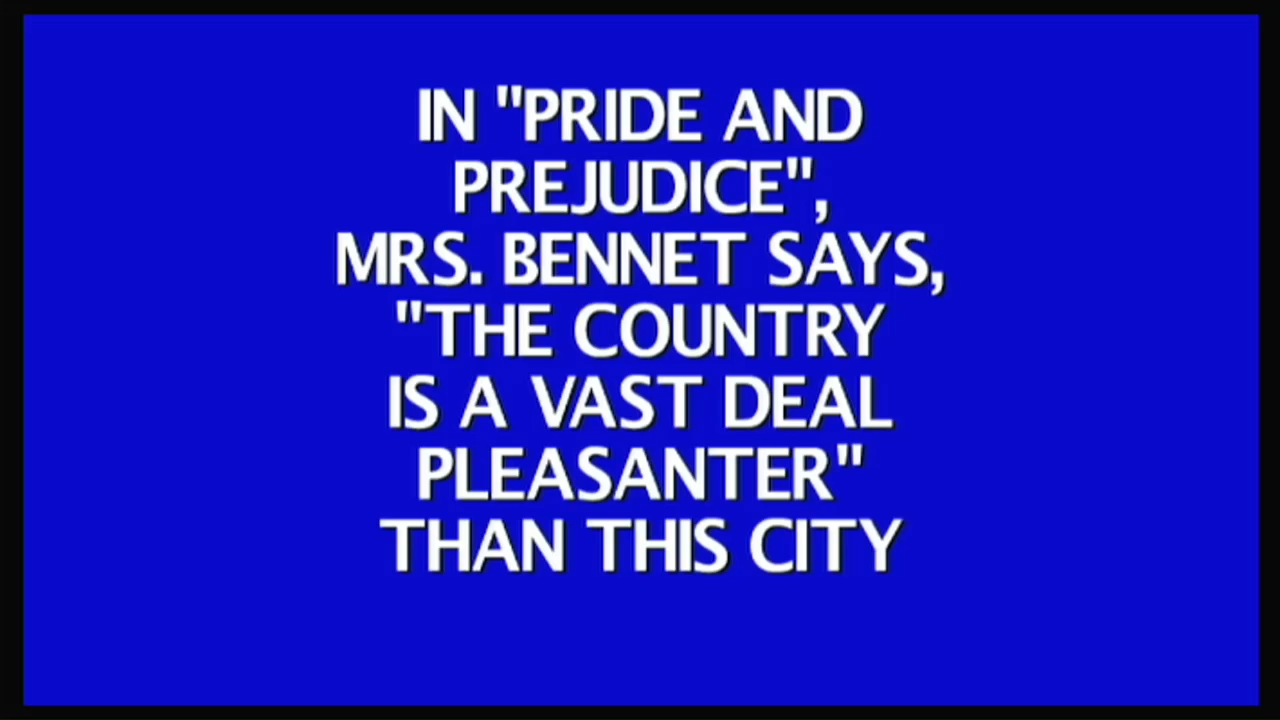 IN "PRIDE AND
PREJUDICE",
MRS. BENNET SAYS,
"THE COUNTRY
IS A VAST DEAL
PLEASANTER"
THAN THIS CITY